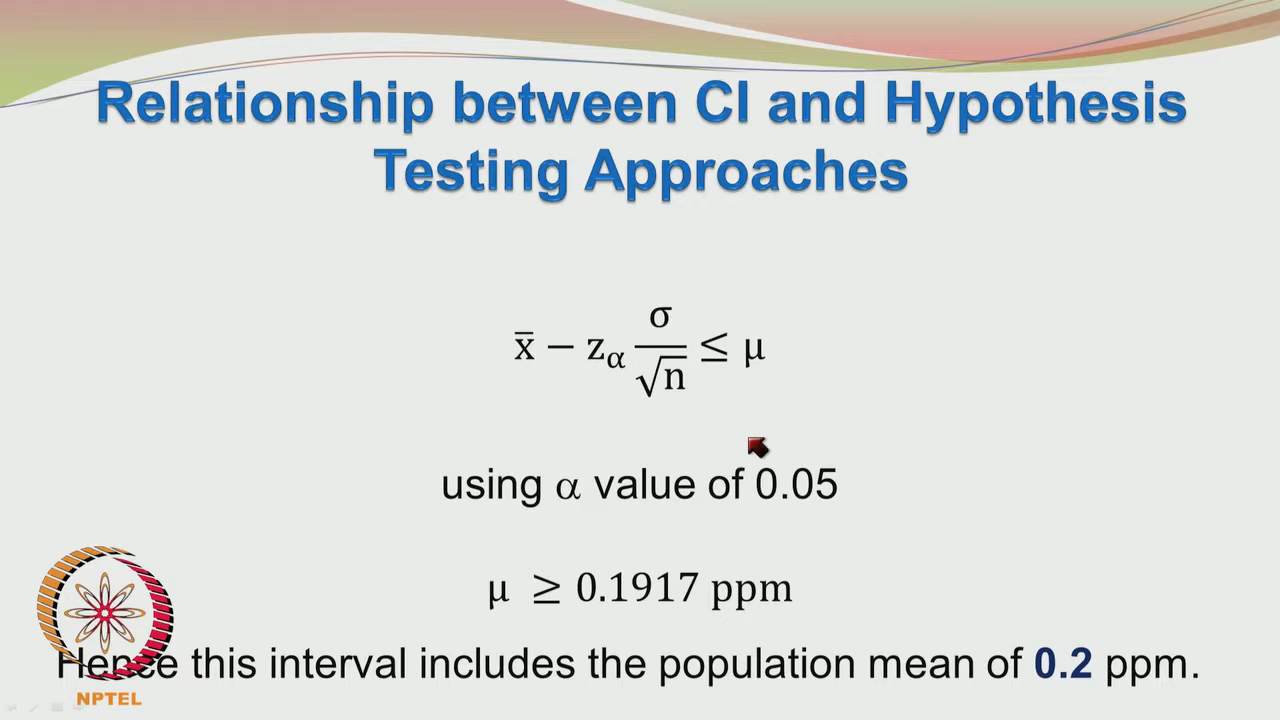 Relationship between CI and Hypothesis
Testing Approaches
x̄ − zα σ/√n ≤ μ
using α value of 0.05
μ ≥ 0.1917 ppm
Hence this interval includes the population mean of 0.2 ppm.
NPTEL